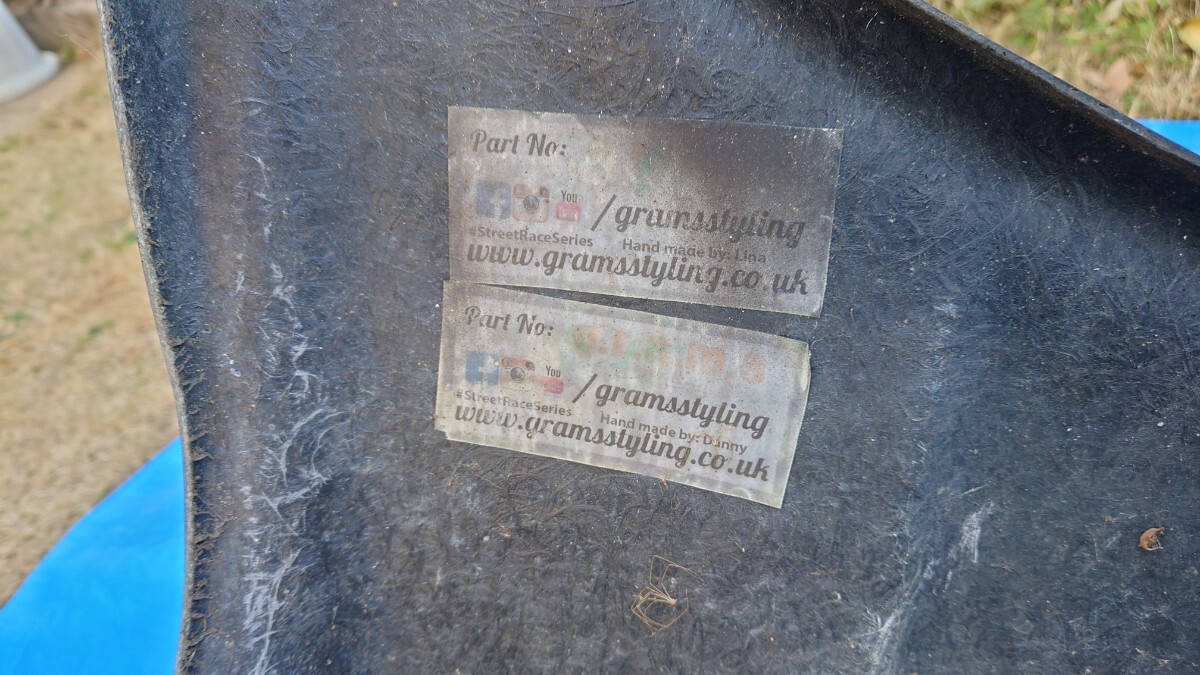 Part No:
You
/gramsstyling
#StreetRaceSeries Hand made by: Lina
www.gramsstyling.co.uk
Part No:
You
/gramsstyling
#StreetRaceSeries Hand made by: Danny
www.gramsstyling.co.uk